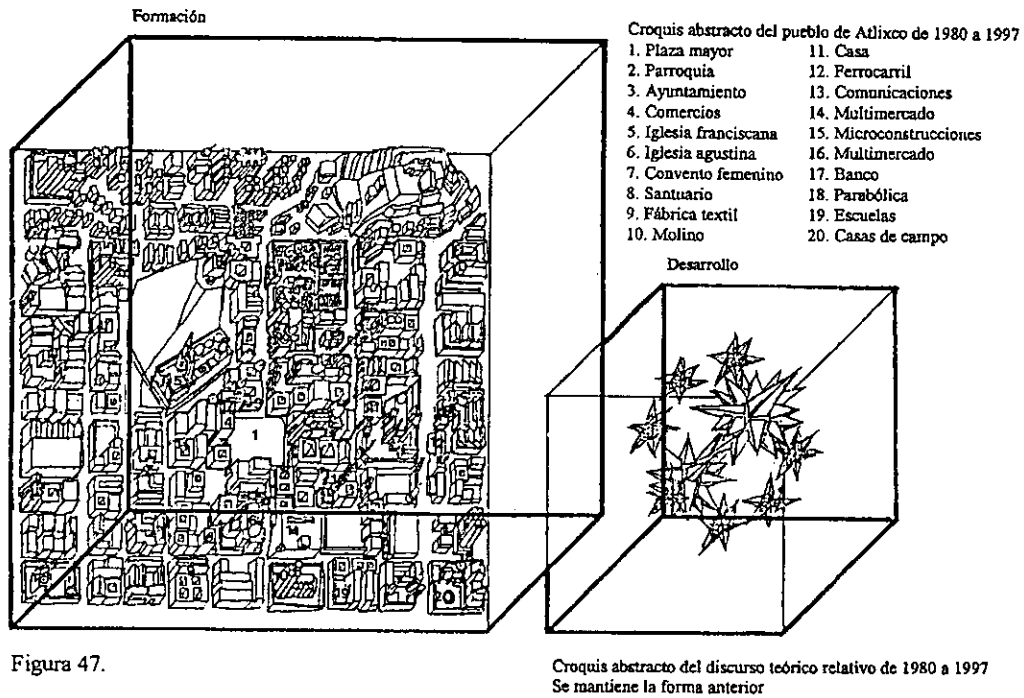 Formación
Croquis abstracto del pueblo de Atlixco de 1980 a 1997
1. Plaza mayor
2. Parroquia
3. Ayuntamiento
4. Comercios
5. Iglesia franciscana
6. Iglesia agustina
7. Convento femenino
8. Santuario
9. Fábrica textil
10. Molino
11. Casa
12. Ferrocarril
13. Comunicaciones
14. Multimercado
15. Microconstrucciones
16. Multimercado
17. Banco
18. Parabólica
19. Escuelas
20. Casas de campo
1
Desarrollo
Figura 47.
Croquis abstracto del discurso teórico relativo de 1980 a 1997
Se mantiene la forma anterior